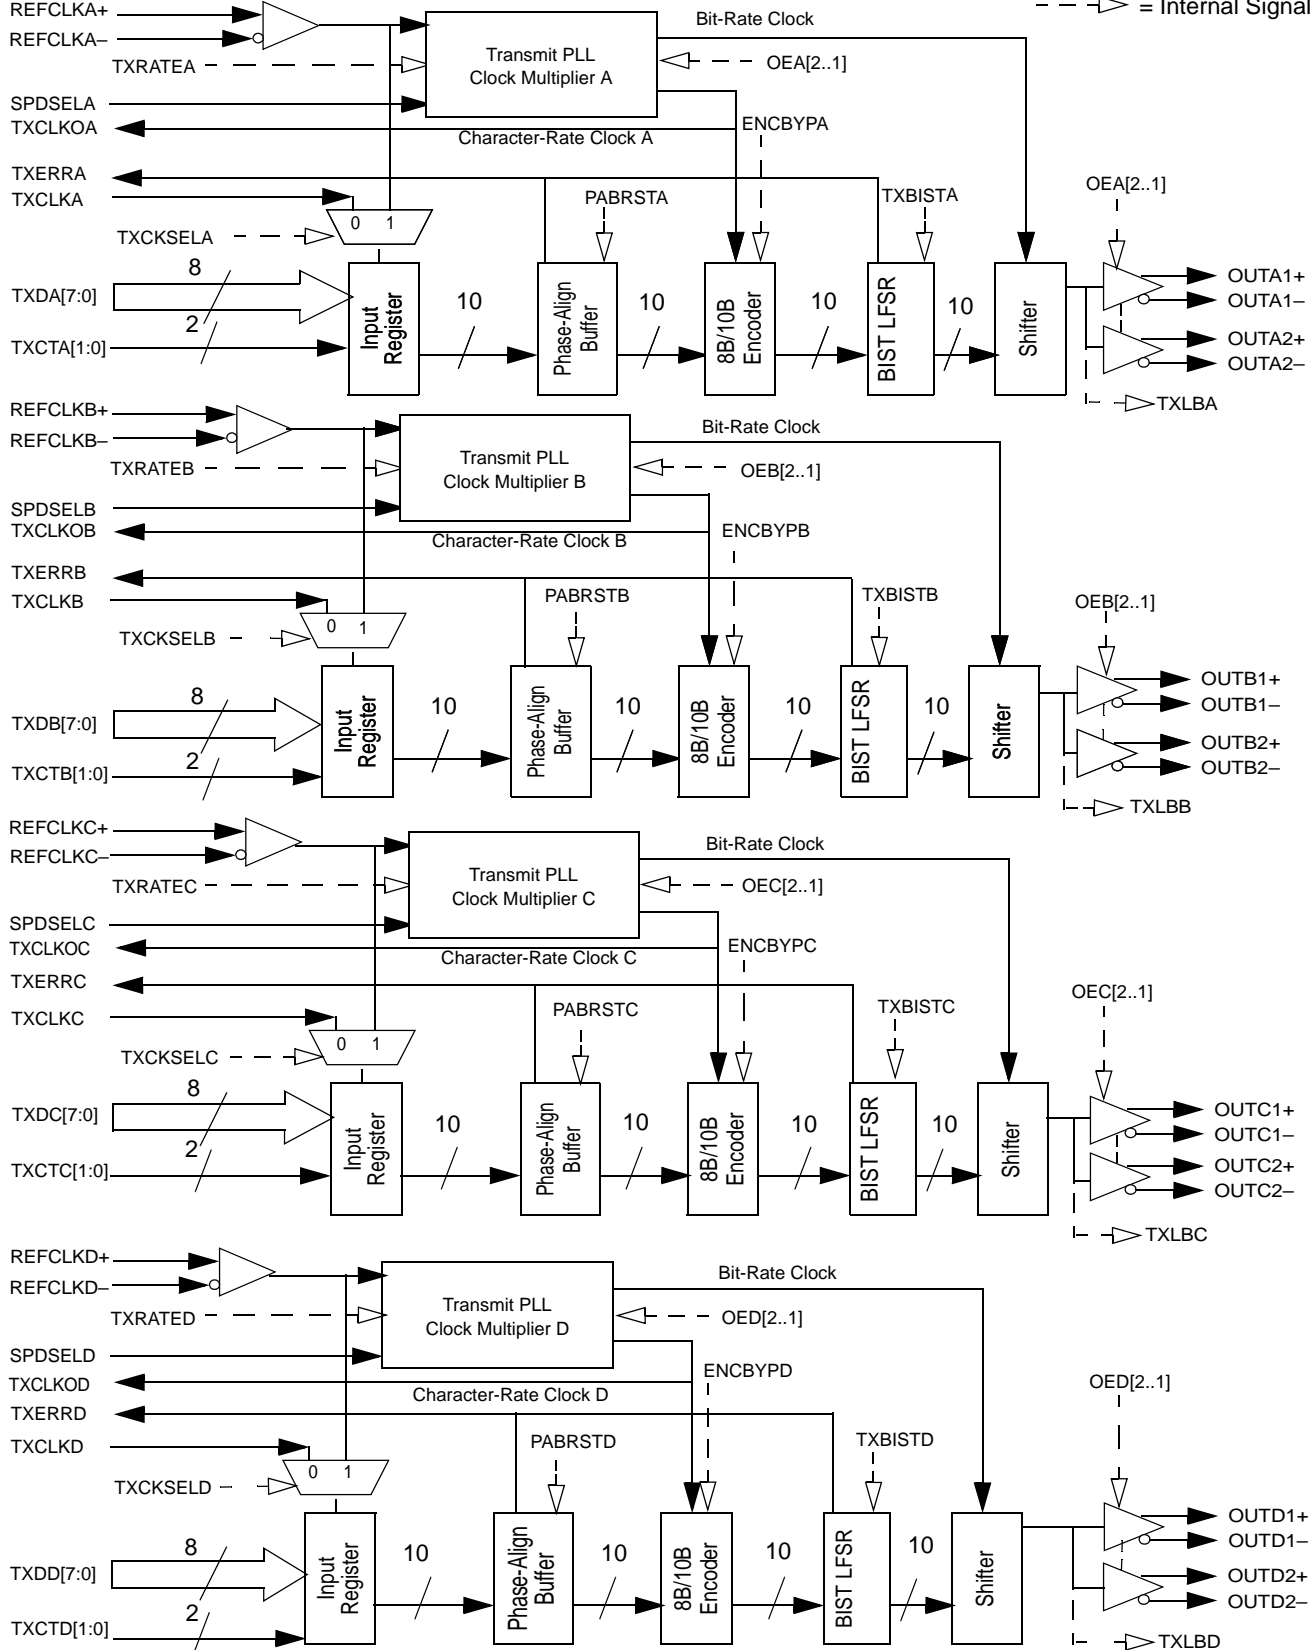 REFCLKA+
Bit-Rate Clock
= Internal Signal
REFCLKA–
Transmit PLL
Clock Multiplier A
TXRATEA
OEA[2..1]
SPDSELA
TXCLKOA
Character-Rate Clock A
ENCBYPA
TXERRA
TXCLKA
PABRSTA
TXBISTA
OEA[2..1]
0 1
TXCKSELA
8
TXDA[7:0]
2
TXCTA[1:0]
Input
Register
10
Phase-Align
Buffer
10
8B/10B
Encoder
10
BIST LFSR
10
Shifter
OUTA1+
OUTA1–
OUTA2+
OUTA2–
TXLBA
REFCLKB+
Bit-Rate Clock
REFCLKB–
Transmit PLL
Clock Multiplier B
TXRATEB
OEB[2..1]
SPDSELB
TXCLKOB
Character-Rate Clock B
ENCBYPB
TXERRB
TXCLKB
PABRSTB
TXBISTB
OEB[2..1]
0 1
TXCKSELB
8
TXDB[7:0]
2
TXCTB[1:0]
Input
Register
10
Phase-Align
Buffer
10
8B/10B
Encoder
10
BIST LFSR
10
Shifter
OUTB1+
OUTB1–
OUTB2+
OUTB2–
TXLBB
REFCLKC+
Bit-Rate Clock
REFCLKC–
Transmit PLL
Clock Multiplier C
TXRATEC
OEC[2..1]
SPDSELC
TXCLKOC
Character-Rate Clock C
ENCBYPC
TXERRC
TXCLKC
PABRSTC
TXBISTC
OEC[2..1]
0 1
TXCKSELC
8
TXDC[7:0]
2
TXCTC[1:0]
Input
Register
10
Phase-Align
Buffer
10
8B/10B
Encoder
10
BIST LFSR
10
Shifter
OUTC1+
OUTC1–
OUTC2+
OUTC2–
TXLBC
REFCLKD+
Bit-Rate Clock
REFCLKD–
Transmit PLL
Clock Multiplier D
TXRATED
OED[2..1]
SPDSELD
TXCLKOD
Character-Rate Clock D
ENCBYPD
TXERRD
TXCLKD
PABRSTD
TXBISTD
OED[2..1]
0 1
TXCKSELD
8
TXDD[7:0]
2
TXCTD[1:0]
Input
Register
10
Phase-Align
Buffer
10
8B/10B
Encoder
10
BIST LFSR
10
Shifter
OUTD1+
OUTD1–
OUTD2+
OUTD2–
TXLBD